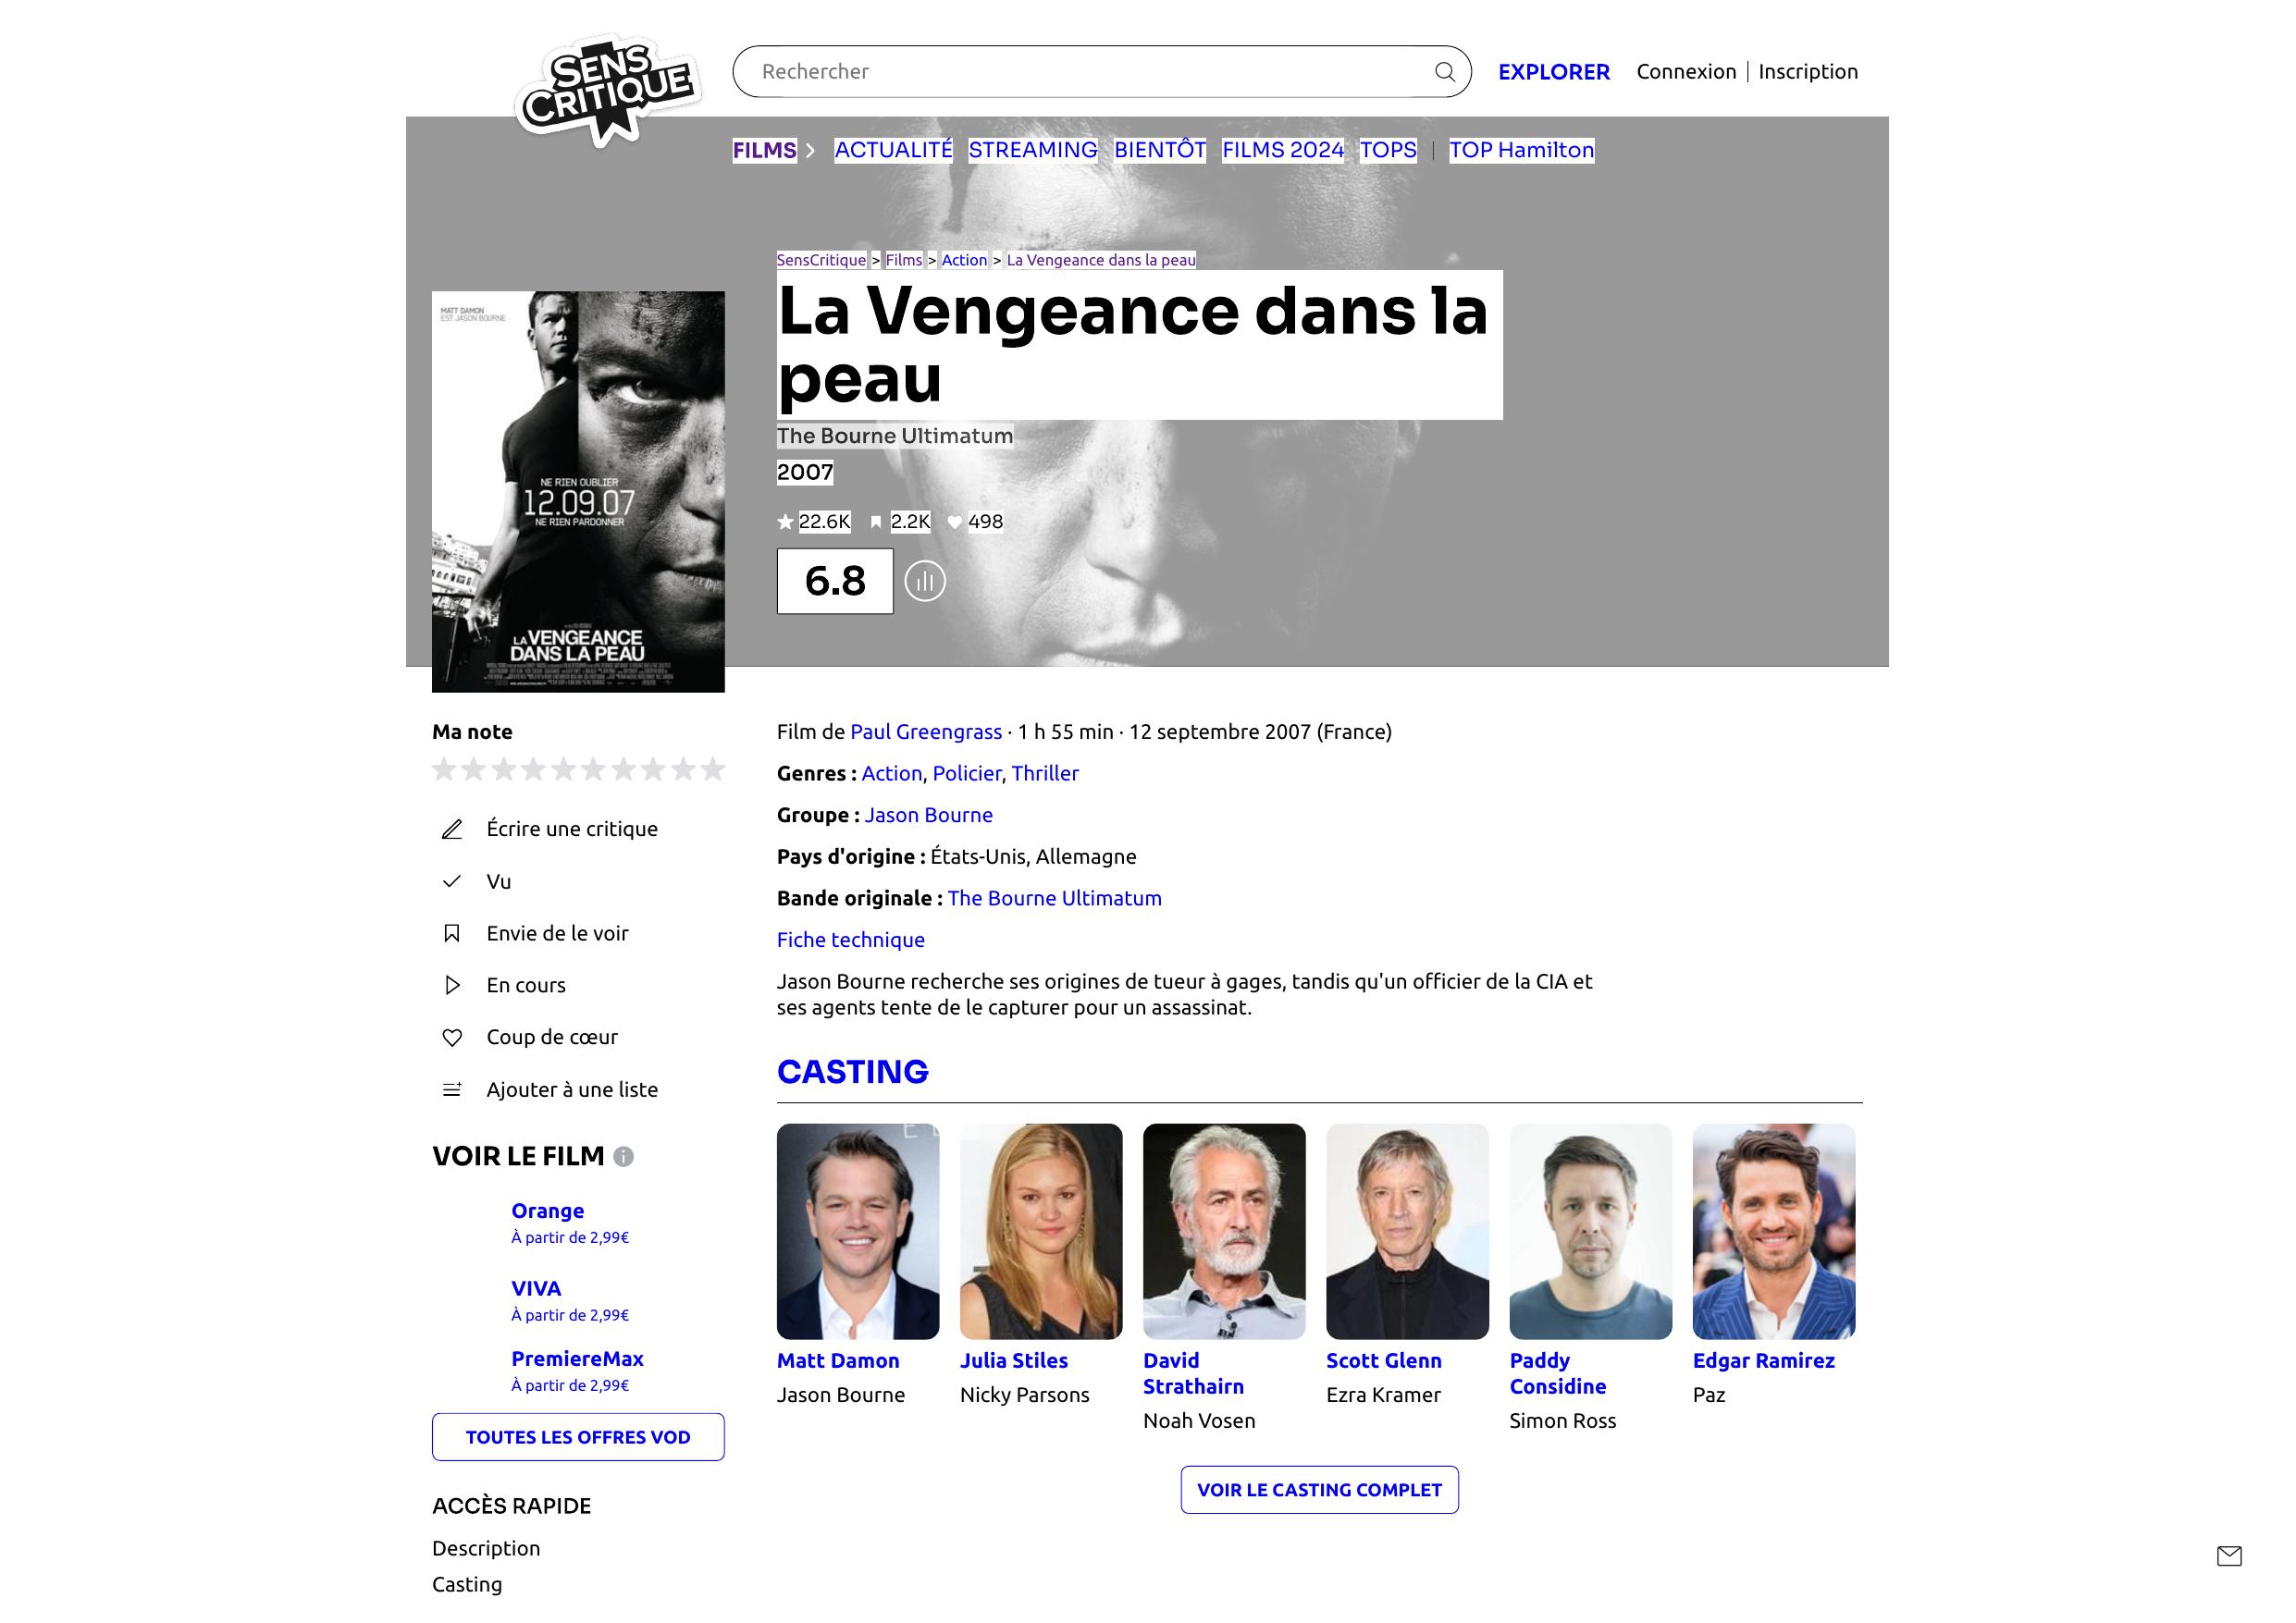 SENS
CRITIQUE
Rechercher
EXPLORER
Connexion | Inscription
FILMS
ACTUALITÉ
STREAMING
BIENTÔT
FILMS 2024
TOPS
| TOP Hamilton
SensCritique > Films > Action > La Vengeance dans la peau
La Vengeance dans la
peau
The Bourne Ultimatum
2007
22.6K
2.2K
498
6.8
MATT DAMON
EST JASON BOURNE
NE RIEN OUBLIER
12.09.07
NE RIEN PARDONNER
LA VENGEANCE
DANS LA PEAU
Ma note
Écrire une critique
Vu
Envie de le voir
En cours
Coup de cœur
Ajouter à une liste
VOIR LE FILM
Orange
À partir de 2,99€
VIVA
À partir de 2,99€
PremiereMax
À partir de 2,99€
TOUTES LES OFFRES VOD
ACCÈS RAPIDE
Description
Casting
Film de Paul Greengrass · 1 h 55 min · 12 septembre 2007 (France)
Genres : Action, Policier, Thriller
Groupe : Jason Bourne
Pays d'origine : États-Unis, Allemagne
Bande originale : The Bourne Ultimatum
Fiche technique
Jason Bourne recherche ses origines de tueur à gages, tandis qu'un officier de la CIA et
ses agents tente de le capturer pour un assassinat.
CASTING
Matt Damon
Jason Bourne
Julia Stiles
Nicky Parsons
David
Strathairn
Noah Vosen
Scott Glenn
Ezra Kramer
Paddy
Considine
Simon Ross
Edgar Ramirez
Paz
VOIR LE CASTING COMPLET